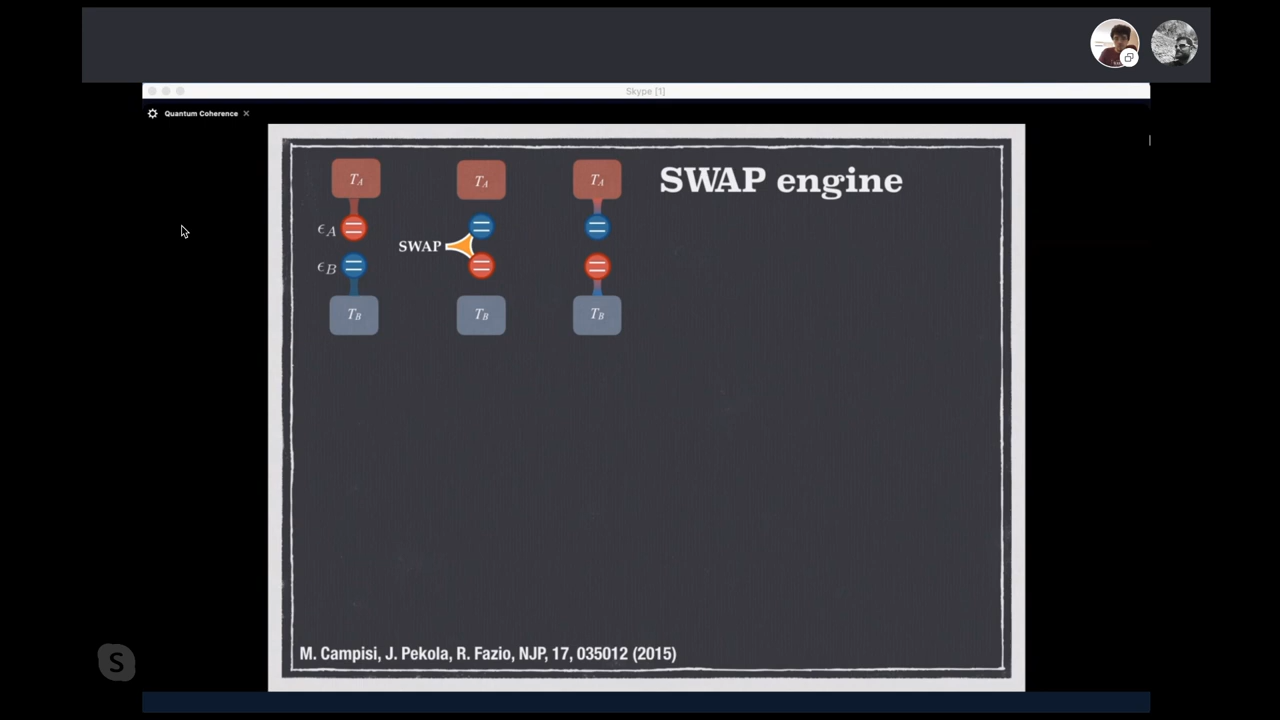 Skype [1]
Quantum Coherence
SWAP engine
T_A
T_A
T_A
ϵ_A
SWAP
ϵ_B
T_B
T_B
T_B
M. Campisi, J. Pekola, R. Fazio, NJP, 17, 035012 (2015)
S